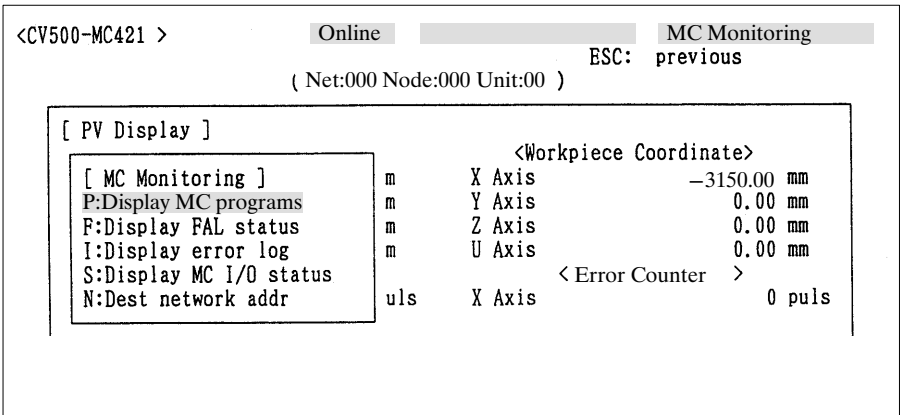 <CV500-MC421 > Online MC Monitoring
ESC: previous
( Net:000 Node:000 Unit:00 )
[ PV Display ]
<Workpiece Coordinate>
[ MC Monitoring ] m X Axis –3150.00 mm
P:Display MC programs m Y Axis 0.00 mm
F:Display FAL status m Z Axis 0.00 mm
I:Display error log m U Axis 0.00 mm
S:Display MC I/O status < Error Counter >
N:Dest network addr uls X Axis 0 puls